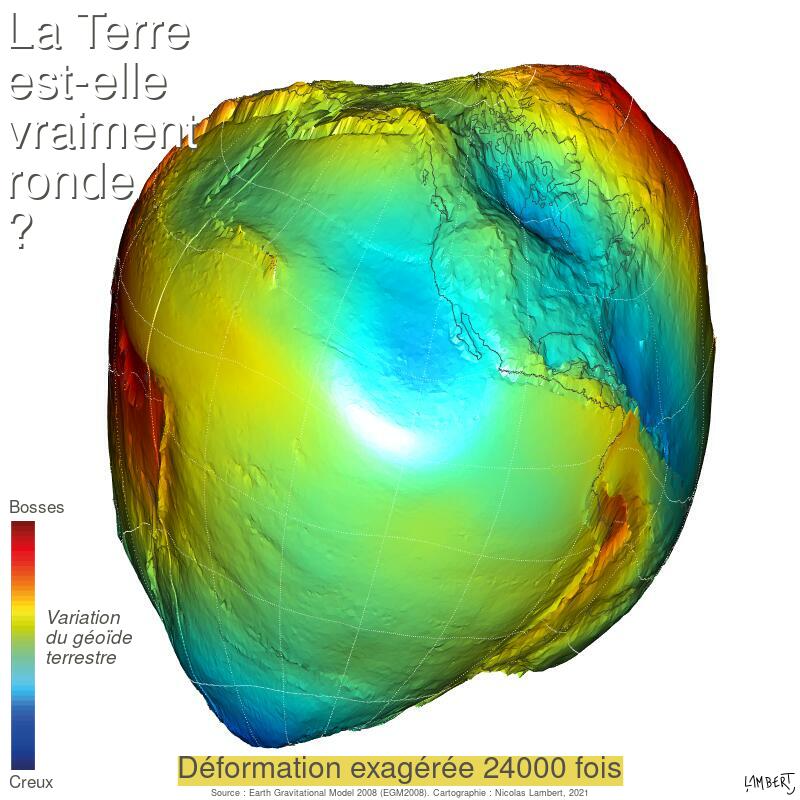 La Terre
est-elle
vraiment
ronde
?
Bosses
Variation
du géoïde
terrestre
Creux
Déformation exagérée 24000 fois
Source : Earth Gravitational Model 2008 (EGM2008). Cartographie : Nicolas Lambert, 2021
LAMBERT